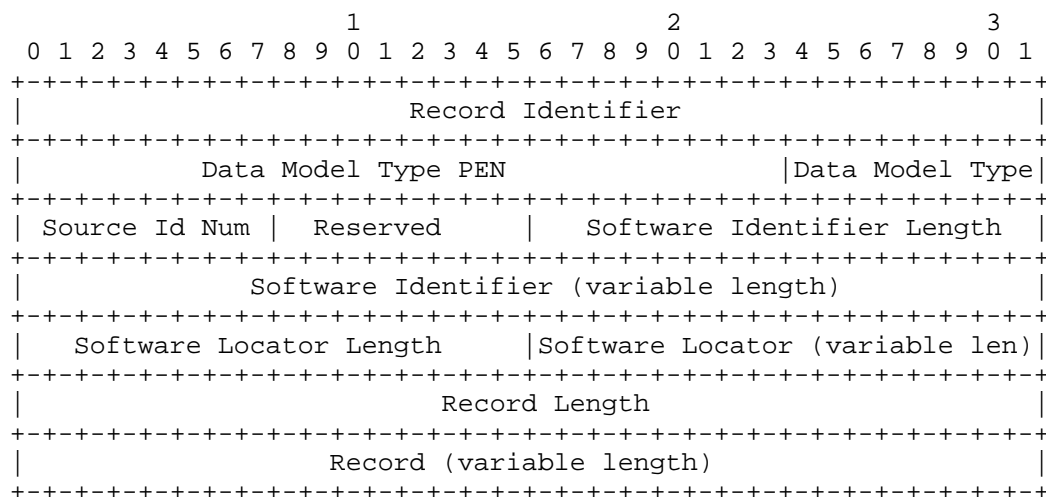 1                   2                   3
 0 1 2 3 4 5 6 7 8 9 0 1 2 3 4 5 6 7 8 9 0 1 2 3 4 5 6 7 8 9 0 1
+-+-+-+-+-+-+-+-+-+-+-+-+-+-+-+-+-+-+-+-+-+-+-+-+-+-+-+-+-+-+-+-+
|                        Record Identifier                      |
+-+-+-+-+-+-+-+-+-+-+-+-+-+-+-+-+-+-+-+-+-+-+-+-+-+-+-+-+-+-+-+-+
|           Data Model Type PEN                 |Data Model Type|
+-+-+-+-+-+-+-+-+-+-+-+-+-+-+-+-+-+-+-+-+-+-+-+-+-+-+-+-+-+-+-+-+
| Source Id Num |  Reserved     |   Software Identifier Length  |
+-+-+-+-+-+-+-+-+-+-+-+-+-+-+-+-+-+-+-+-+-+-+-+-+-+-+-+-+-+-+-+-+
|              Software Identifier (variable length)            |
+-+-+-+-+-+-+-+-+-+-+-+-+-+-+-+-+-+-+-+-+-+-+-+-+-+-+-+-+-+-+-+-+
|   Software Locator Length     |Software Locator (variable len)|
+-+-+-+-+-+-+-+-+-+-+-+-+-+-+-+-+-+-+-+-+-+-+-+-+-+-+-+-+-+-+-+-+
|                          Record Length                        |
+-+-+-+-+-+-+-+-+-+-+-+-+-+-+-+-+-+-+-+-+-+-+-+-+-+-+-+-+-+-+-+-+
|                   Record (variable length)                    |
+-+-+-+-+-+-+-+-+-+-+-+-+-+-+-+-+-+-+-+-+-+-+-+-+-+-+-+-+-+-+-+-+